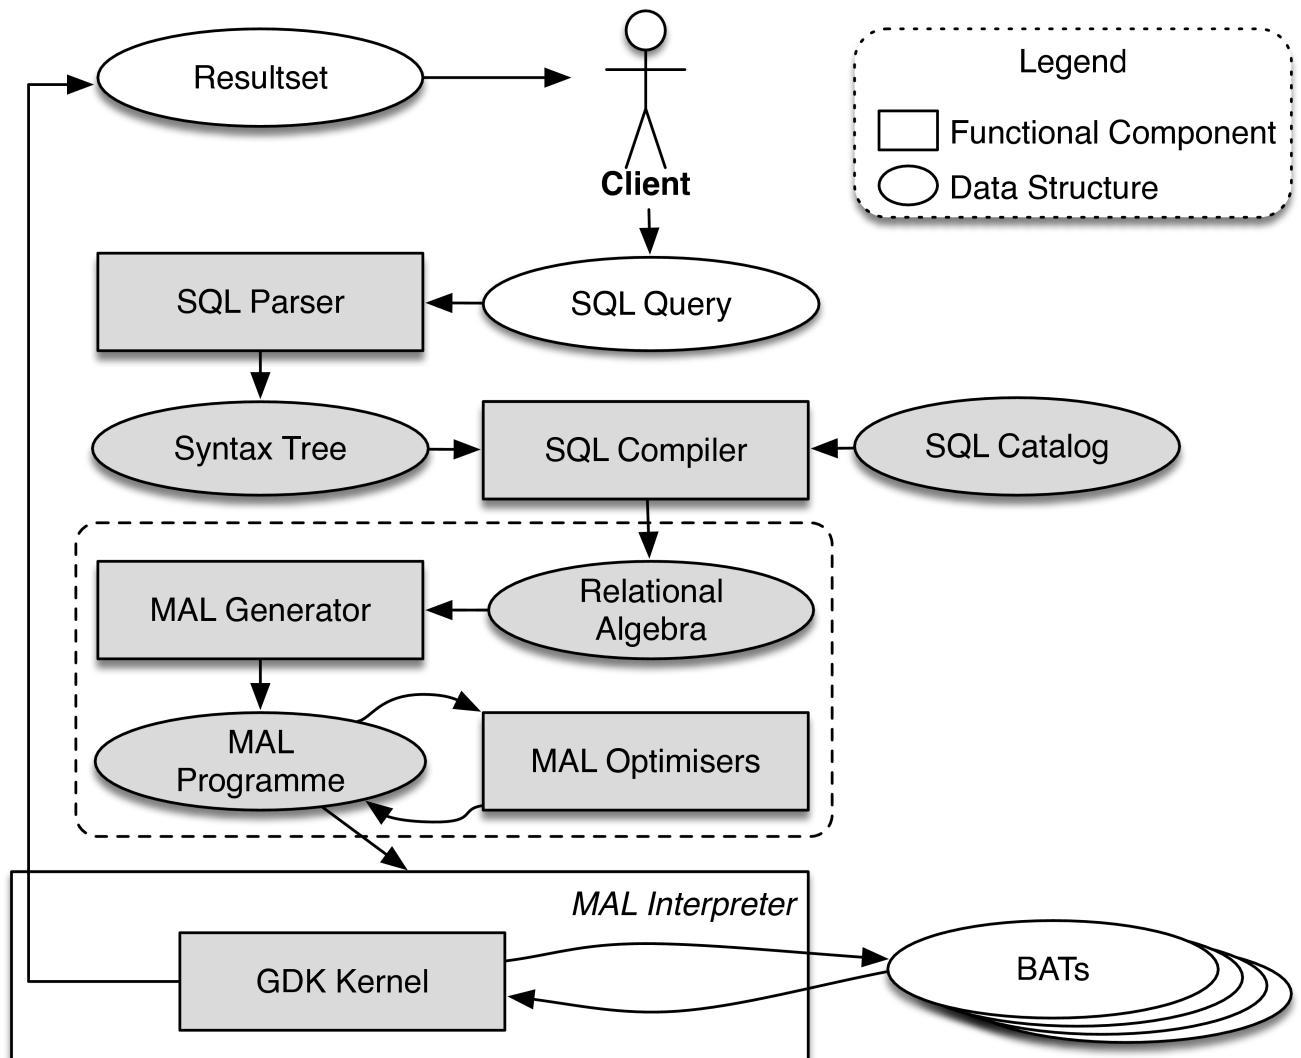 Resultset
Legend
Functional Component
Data Structure
Client
SQL Parser
SQL Query
Syntax Tree
SQL Compiler
SQL Catalog
MAL Generator
Relational
Algebra
MAL
Programme
MAL Optimisers
MAL Interpreter
GDK Kernel
BATs